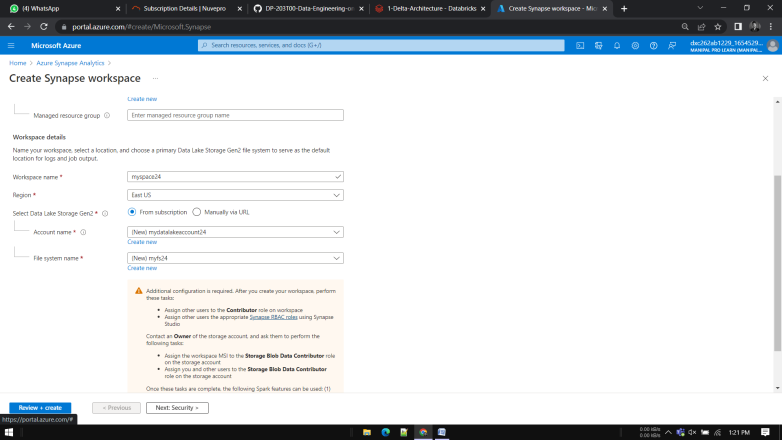 (4) WhatsApp
Subscription Details | Nuvepro
DP-203100-Data-Engineering-on
1-Delta-Architecture - Databricks
Create Synapse workspace - Mic
portal.azure.com/#create/Microsoft.Synapse
Microsoft Azure
Search resources, services, and docs (G+/)
dxc262ab1229_1654529...
MANIPAL PRO LEARN (MANIPAL...
Home > Azure Synapse Analytics >
Create Synapse workspace
...
Create new
Managed resource group
Enter managed resource group name
Workspace details
Name your workspace, select a location, and choose a primary Data Lake Storage Gen2 file system to serve as the default
location for logs and job output.
Workspace name *
myspace24
Region *
East US
Select Data Lake Storage Gen2 *
From subscription
Manually via URL
Account name *
(New) mydatalakeaccount24
Create new
File system name *
(New) myfs24
Create new
Additional configuration is required. After you create your workspace, perform
these tasks:
• Assign other users to the Contributor role on workspace
• Assign other users the appropriate Synapse RBAC roles using Synapse
Studio
Contact an Owner of the storage account, and ask them to perform the
following tasks:
• Assign the workspace MSI to the Storage Blob Data Contributor role
on the storage account
• Assign you and other users to the Storage Blob Data Contributor
role on the storage account
Once these tasks are complete, the following Spark features can be used: (1)
Review + create
< Previous
Next: Security >
https://portal.azure.com/#
0.00 kB/s
0.00 kB/s
1:21 PM